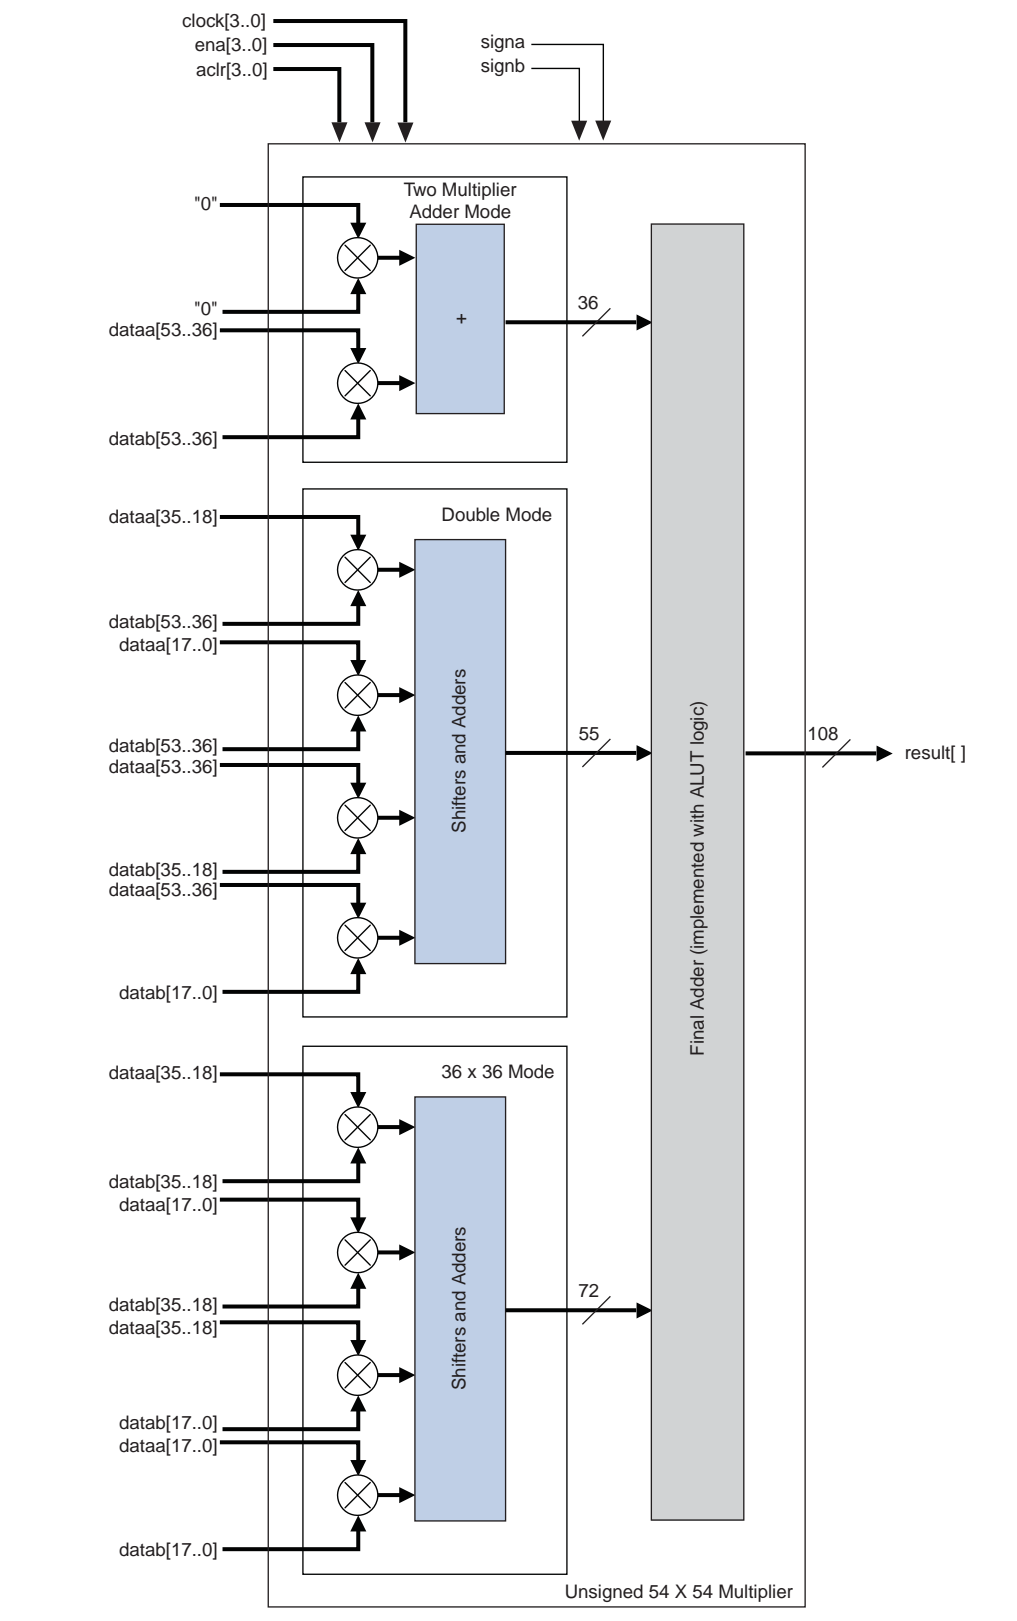 clock[3..0]
ena[3..0]
aclr[3..0]
signa
signb
Two Multiplier
Adder Mode
"0"
"0"
dataa[53..36]
datab[53..36]
+
36
Double Mode
dataa[35..18]
datab[53..36]
dataa[17..0]
datab[53..36]
dataa[53..36]
datab[35..18]
dataa[53..36]
datab[17..0]
Shifters and Adders
55
Final Adder (implemented with ALUT logic)
108
result[ ]
36 x 36 Mode
dataa[35..18]
datab[35..18]
dataa[17..0]
datab[35..18]
dataa[35..18]
datab[17..0]
dataa[17..0]
datab[17..0]
Shifters and Adders
72
Unsigned 54 X 54 Multiplier